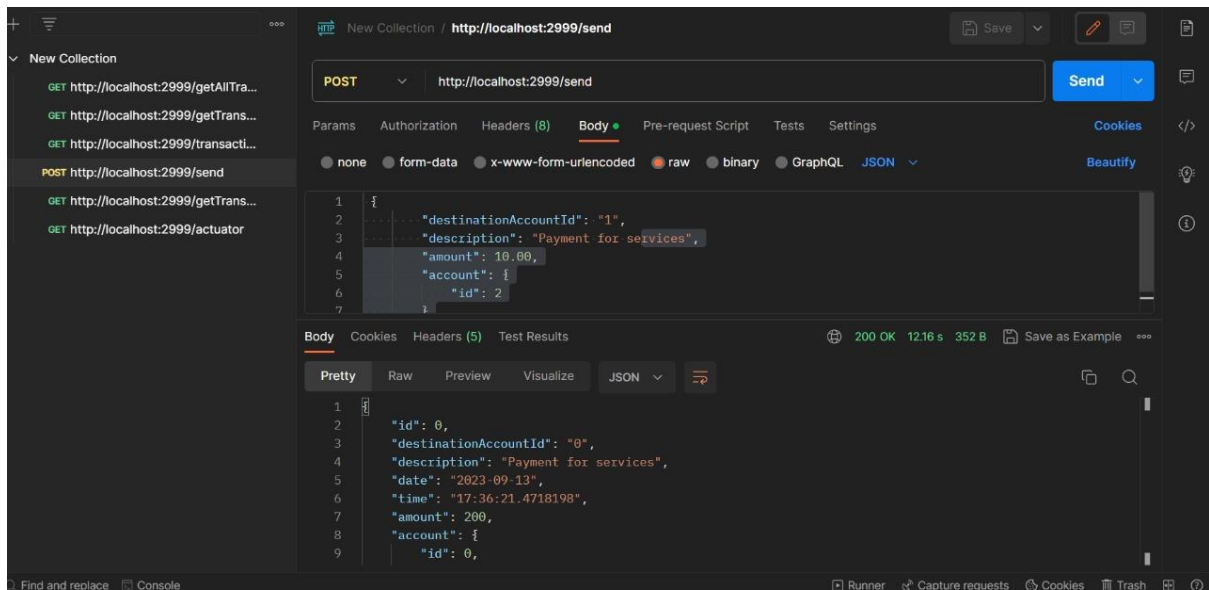 New Collection / http://localhost:2999/send
Save
New Collection
GET http://localhost:2999/getAllTra...
GET http://localhost:2999/getTrans...
GET http://localhost:2999/transacti...
POST http://localhost:2999/send
GET http://localhost:2999/getTrans...
GET http://localhost:2999/actuator
POST http://localhost:2999/send Send
Params Authorization Headers (8) Body Pre-request Script Tests Settings Cookies
none form-data x-www-form-urlencoded raw binary GraphQL JSON Beautify
1 {
2 "destinationAccountId": "1",
3 "description": "Payment for services",
4 "amount": 10.00,
5 "account": {
6 "id": 2
7 }
Body Cookies Headers (5) Test Results 200 OK 12.16 s 352 B Save as Example
Pretty Raw Preview Visualize JSON
1 {
2 "id": 0,
3 "destinationAccountId": "0",
4 "description": "Payment for services",
5 "date": "2023-09-13",
6 "time": "17:36:21.4718198",
7 "amount": 200,
8 "account": {
9 "id": 0,
Find and replace Console Runner Capture requests Cookies Trash